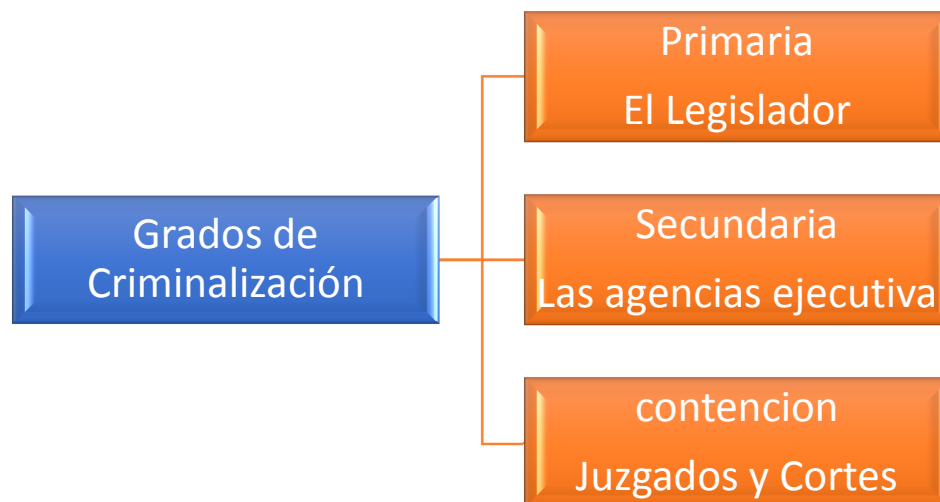 Primaria
El Legislador
Grados de
Criminalización
Secundaria
Las agencias ejecutiva
contencion
Juzgados y Cortes